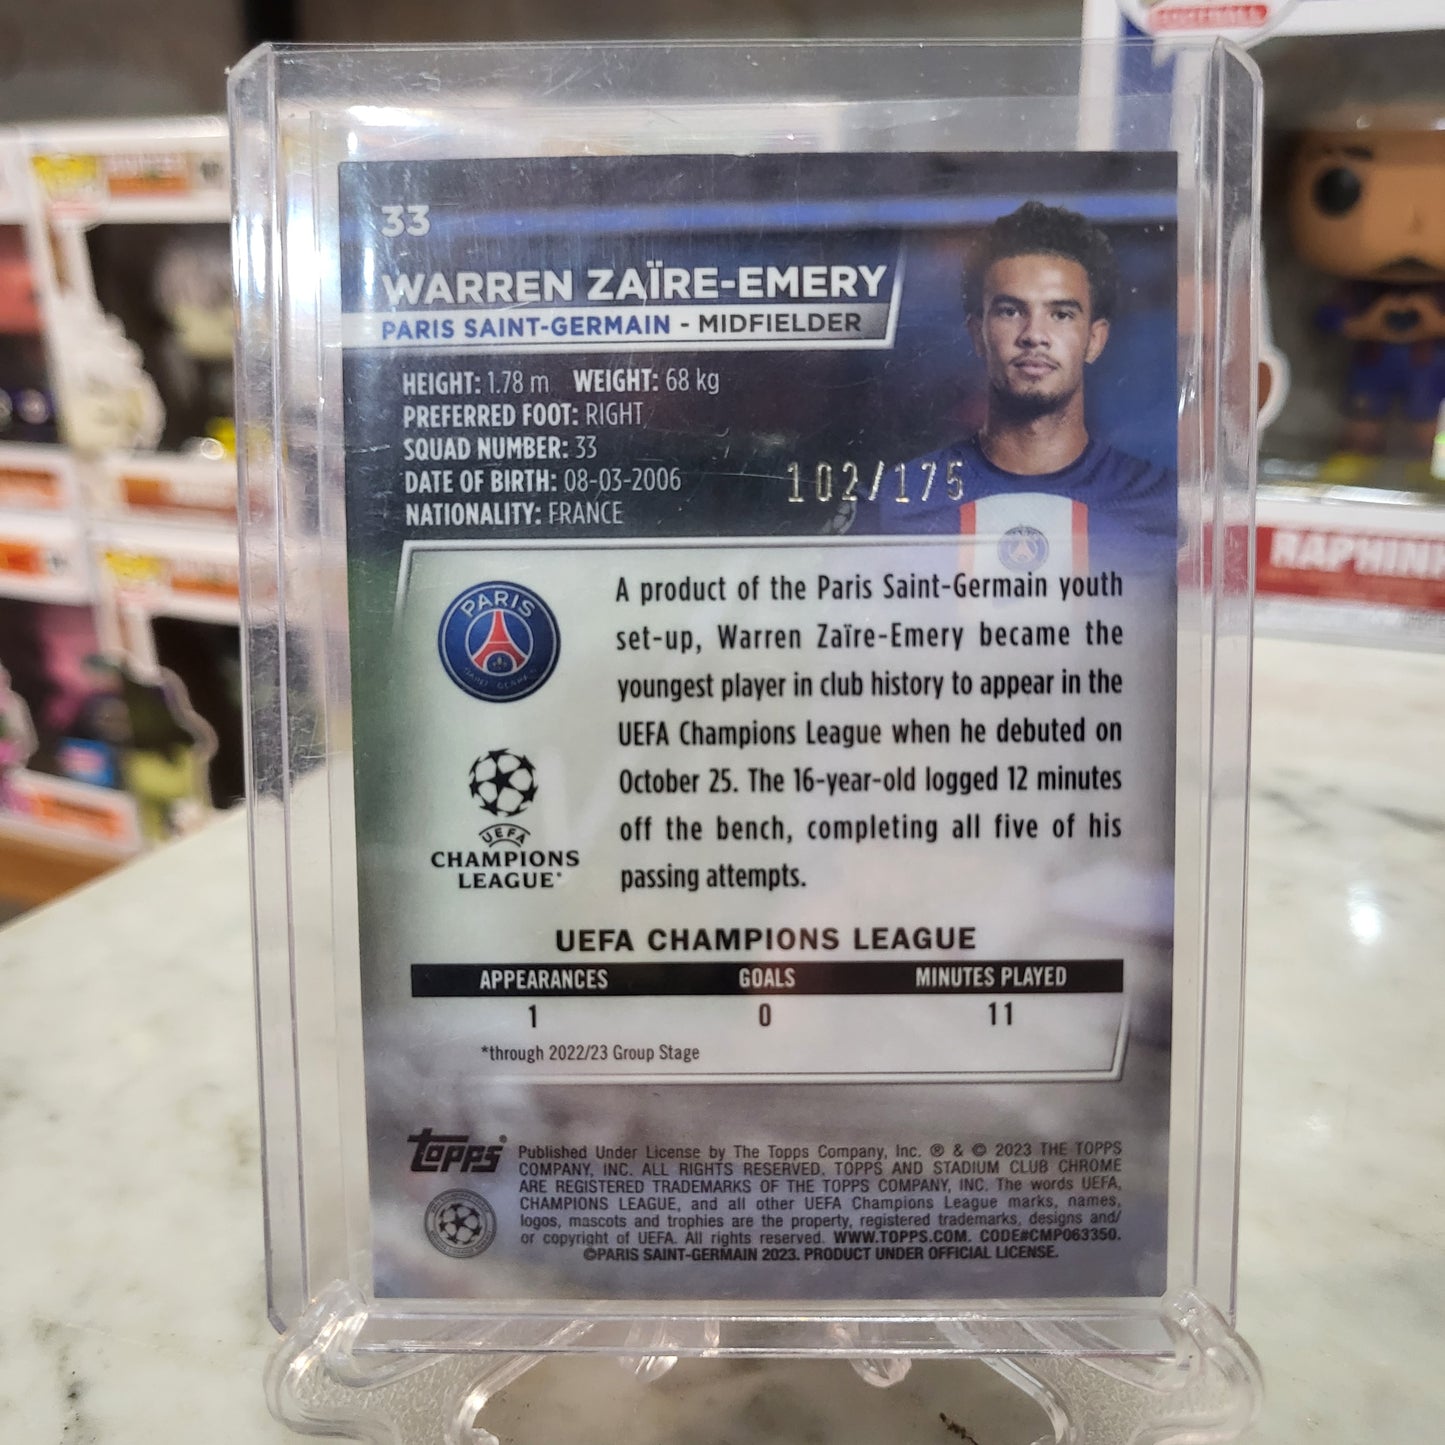 33
WARREN ZAÏRE-EMERY
PARIS SAINT-GERMAIN - MIDFIELDER
HEIGHT: 1.78 m WEIGHT: 68 kg
PREFERRED FOOT: RIGHT
SQUAD NUMBER: 33
DATE OF BIRTH: 08-03-2006
NATIONALITY: FRANCE
102/175
PARIS
SAINT-GERMAIN
A product of the Paris Saint-Germain youth
set-up, Warren Zaïre-Emery became the
youngest player in club history to appear in the
UEFA Champions League when he debuted on
October 25. The 16-year-old logged 12 minutes
off the bench, completing all five of his
passing attempts.
UEFA
CHAMPIONS
LEAGUE®
UEFA CHAMPIONS LEAGUE
APPEARANCES GOALS MINUTES PLAYED
1 0 11
*through 2022/23 Group Stage
topps®
Published Under License by The Topps Company, Inc. ® & © 2023 THE TOPPS
COMPANY, INC. ALL RIGHTS RESERVED. TOPPS AND STADIUM CLUB CHROME
ARE REGISTERED TRADEMARKS OF THE TOPPS COMPANY, INC. The words UEFA,
CHAMPIONS LEAGUE, and all other UEFA Champions League marks, names,
logos, mascots and trophies are the property, registered trademarks, designs and/
or copyright of UEFA. All rights reserved. WWW.TOPPS.COM. CODE#CMP063350.
©PARIS SAINT-GERMAIN 2023. PRODUCT UNDER OFFICIAL LICENSE.
FOOTBALL